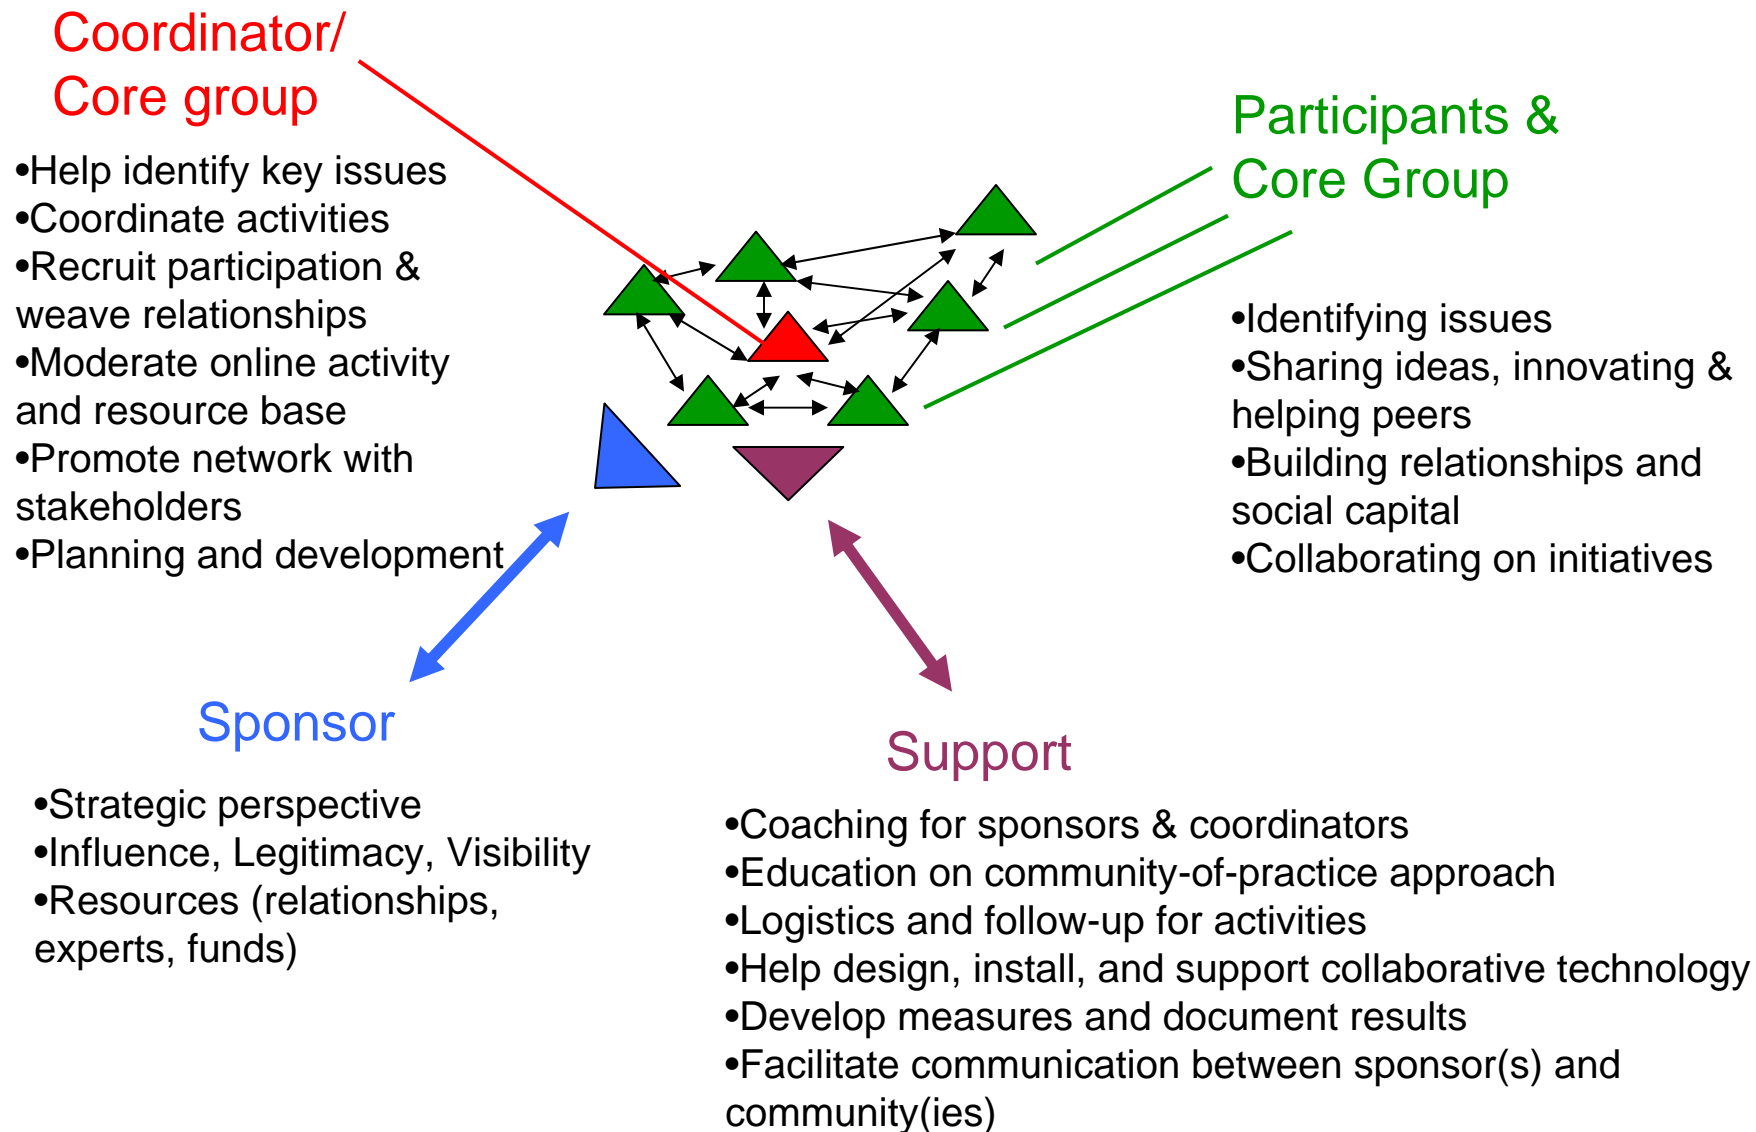 Coordinator/
Core group
•Help identify key issues
•Coordinate activities
•Recruit participation &
weave relationships
•Moderate online activity
and resource base
•Promote network with
stakeholders
•Planning and development
Participants &
Core Group
•Identifying issues
•Sharing ideas, innovating &
helping peers
•Building relationships and
social capital
•Collaborating on initiatives
Sponsor
•Strategic perspective
•Influence, Legitimacy, Visibility
•Resources (relationships,
experts, funds)
Support
•Coaching for sponsors & coordinators
•Education on community-of-practice approach
•Logistics and follow-up for activities
•Help design, install, and support collaborative technology
•Develop measures and document results
•Facilitate communication between sponsor(s) and
community(ies)